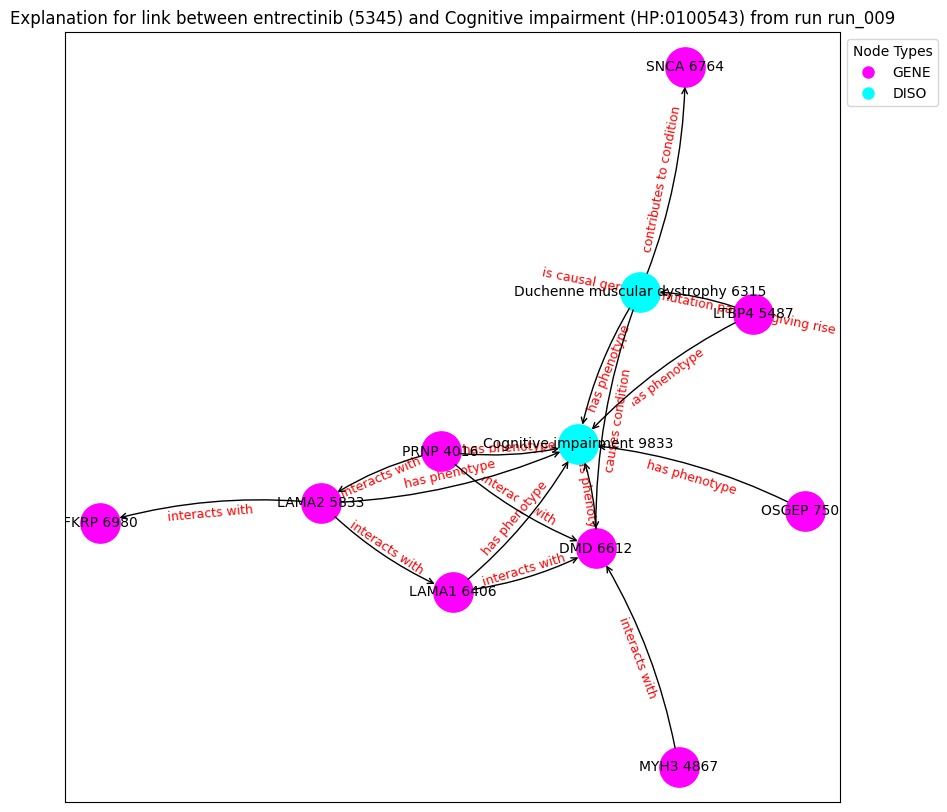 Explanation for link between entrectinib (5345) and Cognitive impairment (HP:0100543) from run run_009
Node Types
GENE
DISO
SNCA 6764
contributes to condition
is causal ger
Duchenne muscular dystrophy 6315
giving rise
LTBP4 5487
has phenotype
has phenotype
causes condition
Cognitive impairment 9833
PRNP 4016
has phenotype
interacts with
has phenotype
interacts with
has phenotype
has phenotype
LAMA2 5833
OSGEP 750
FKRP 6980
interacts with
interacts with
DMD 6612
interacts with
LAMA1 6406
interacts with
MYH3 4867